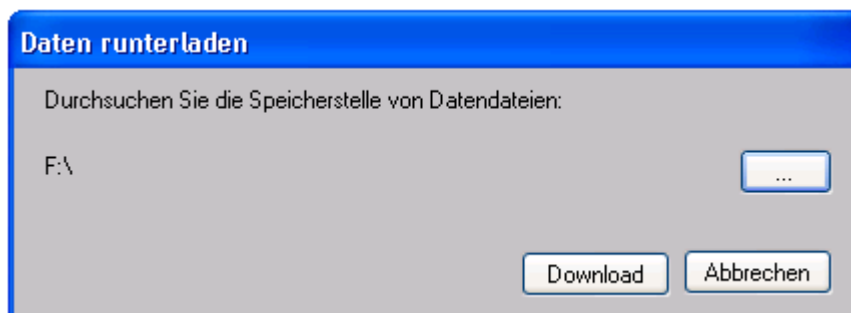 Daten runterladen
Durchsuchen Sie die Speicherstelle von Datendateien:
F:\
...
Download
Abbrechen